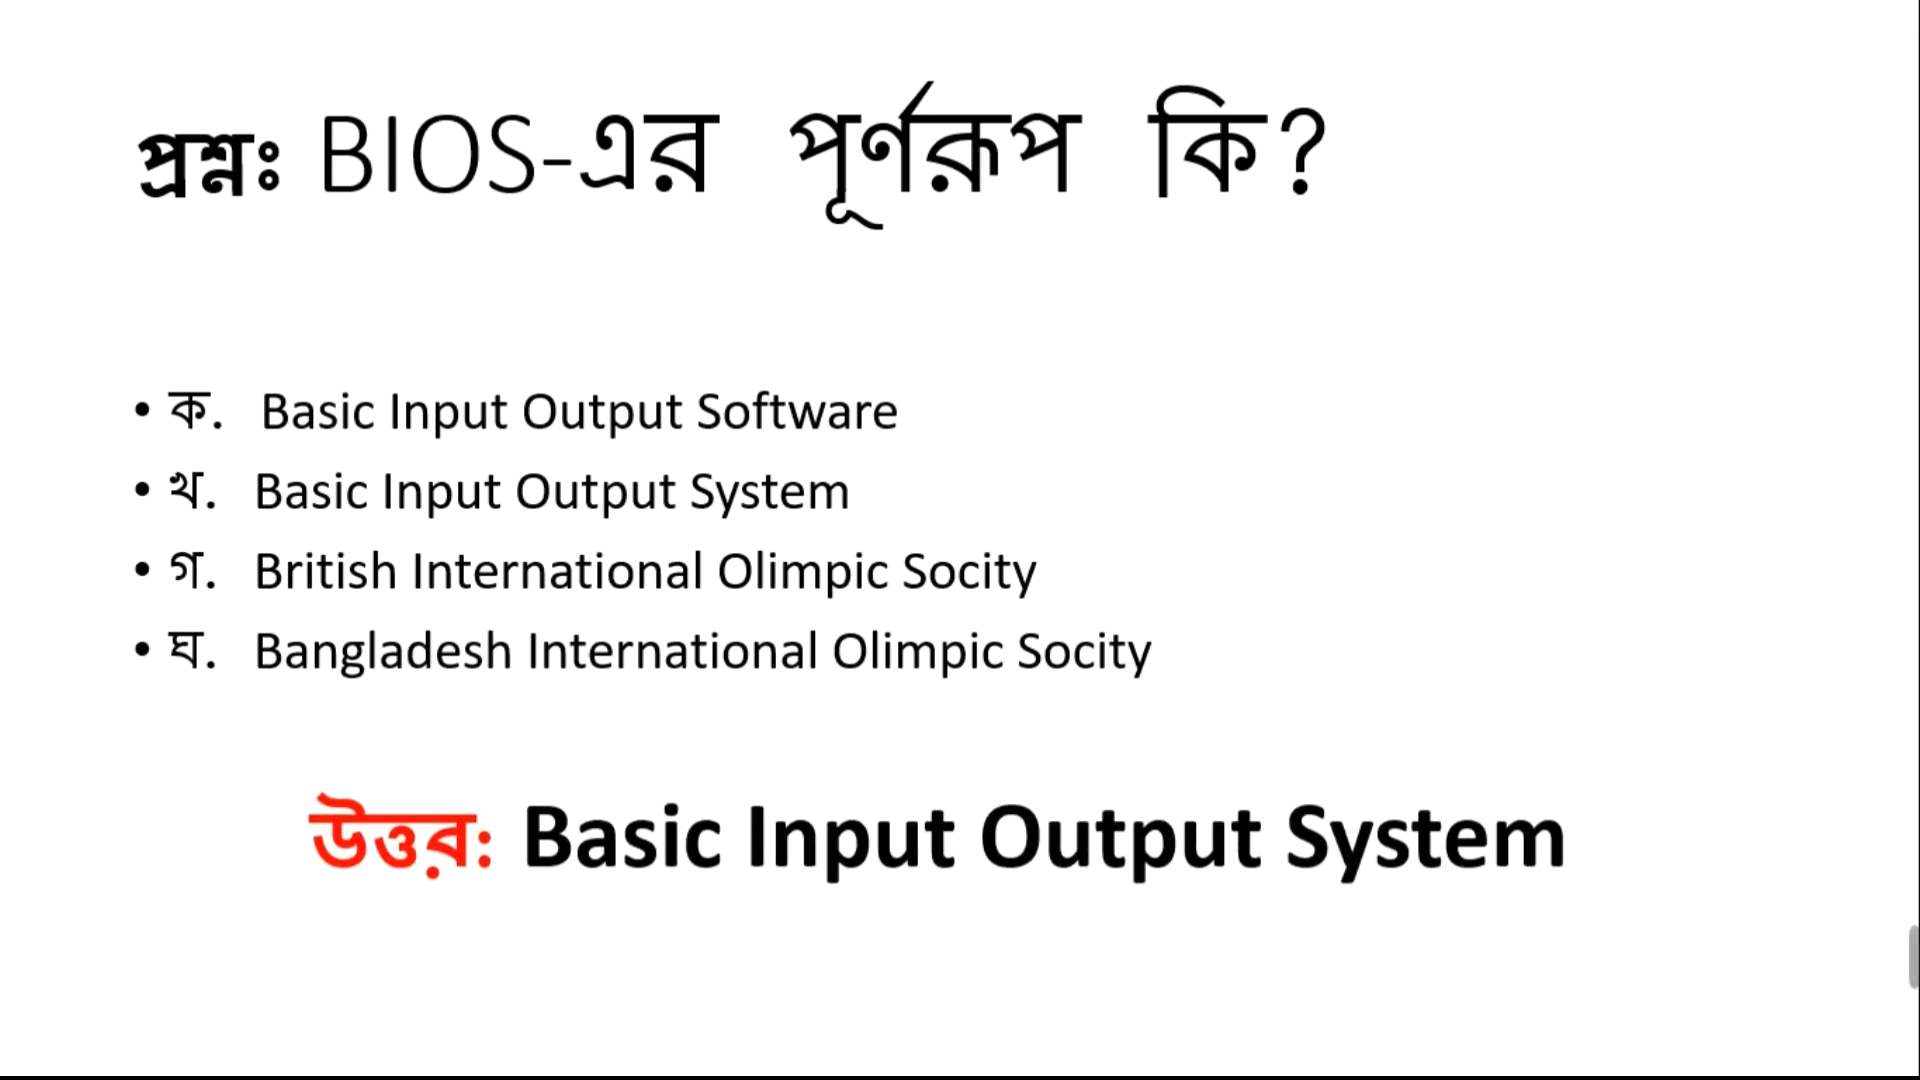 প্রশ্নঃ BIOS-এর পূর্ণরূপ কি?
• ক. Basic Input Output Software
• খ. Basic Input Output System
• গ. British International Olimpic Socity
• ঘ. Bangladesh International Olimpic Socity
উত্তর: Basic Input Output System